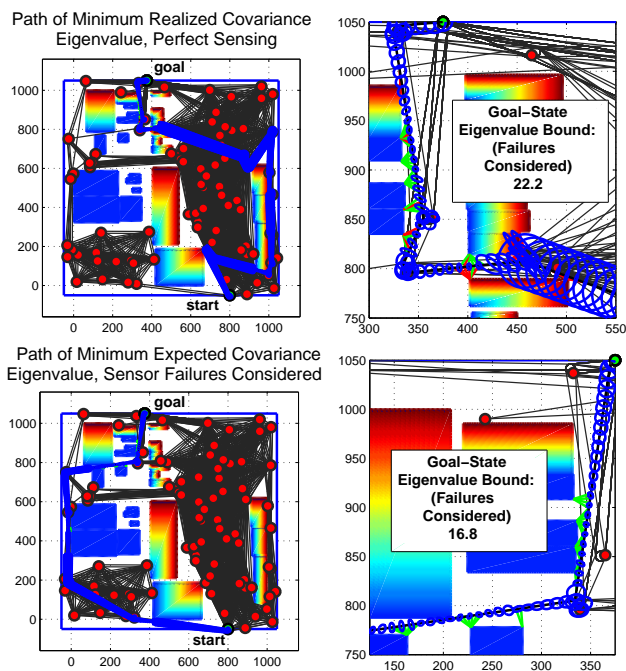 Path of Minimum Realized Covariance
Eigenvalue, Perfect Sensing
goal
1000
800
600
400
200
0
0 200 400 600 800 1000
start
1050
1000
950
900
850
800
750
300 350 400 450 500 550
Goal−State
Eigenvalue Bound:
(Failures
Considered)
22.2
Path of Minimum Expected Covariance
Eigenvalue, Sensor Failures Considered
goal
1000
800
600
400
200
0
0 200 400 600 800 1000
start
1050
1000
950
900
850
800
750
150 200 250 300 350
Goal−State
Eigenvalue Bound:
(Failures
Considered)
16.8